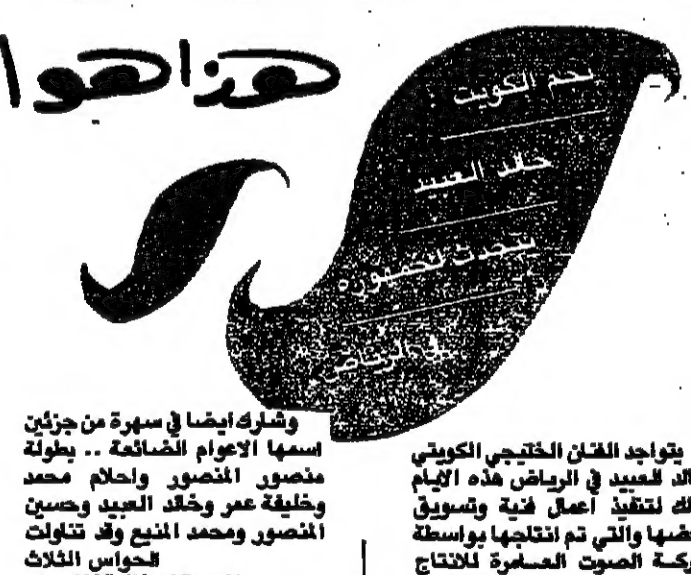 هذا هوا
نجم الكويت :
خالد العبيد
يتحدث لجمهوره
في الرياض
يتواجد الفنان الخليجي الكويتي
الد العبيد في الرياض هذه الايام
لك لتنفيذ أعمال فنية وتسويق
ضها والتي تم انتاجها بواسطة
ركة الصوت العسامرة للانتاج
وشارك ايضا في سهرة من جزئين
اسمها الاعوام الضائعة .. بطولة
منصور المنصور واحلام محمد
وخليفة عمر وخالد العبيد وحسين
المنصور ومحمد المنيع وقد تناولت
الحواس الثلاث